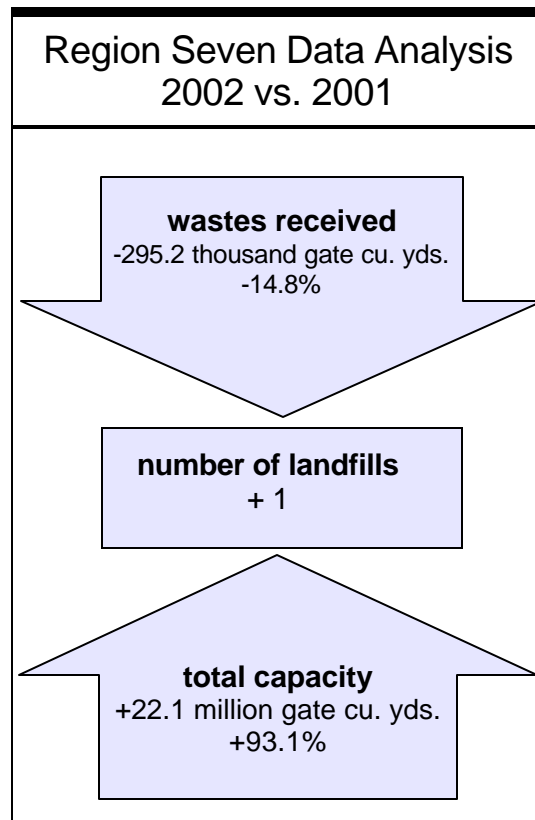 Region Seven Data Analysis
2002 vs. 2001
wastes received
-295.2 thousand gate cu. yds.
-14.8%
number of landfills
+ 1
total capacity
+22.1 million gate cu. yds.
+93.1%